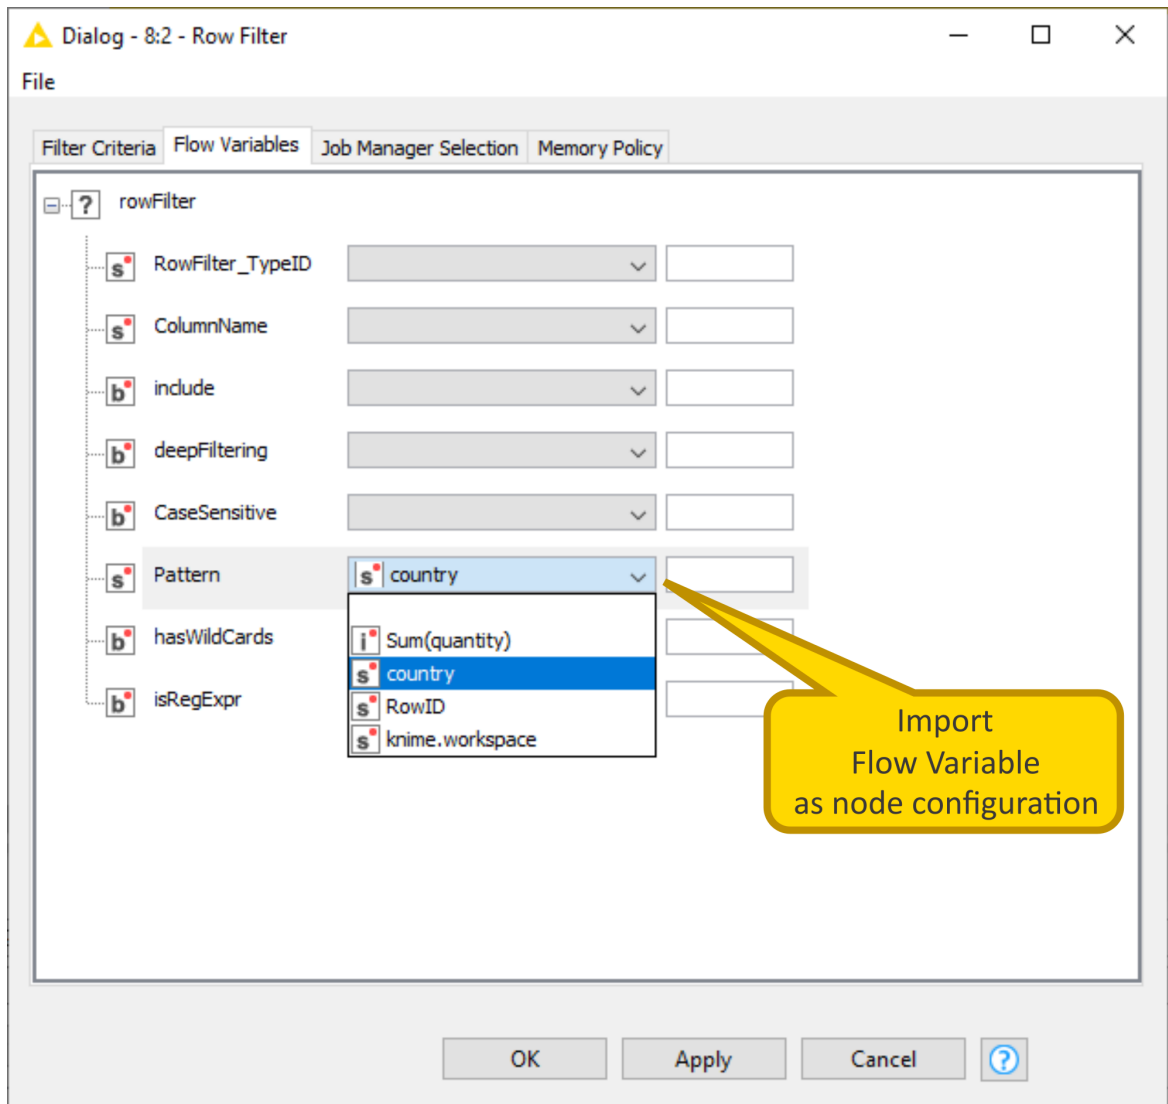 Dialog - 8:2 - Row Filter
File
Filter Criteria Flow Variables Job Manager Selection Memory Policy
? rowFilter
s RowFilter_TypeID
s ColumnName
b include
b deepFiltering
b CaseSensitive
s Pattern s country
b hasWildCards
i Sum(quantity)
s country
b isRegExpr
s RowID
s knime.workspace
Import
Flow Variable
as node configuration
OK Apply Cancel ?